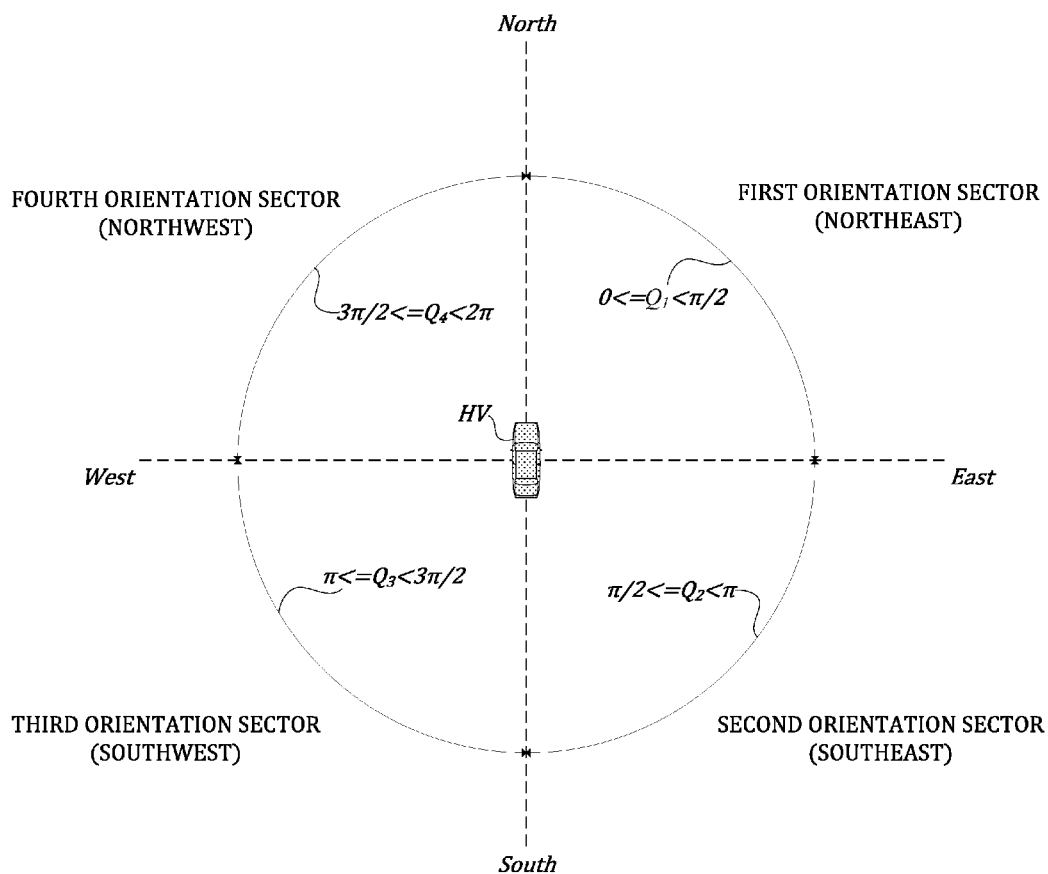 North
FOURTH ORIENTATION SECTOR
(NORTHWEST)
FIRST ORIENTATION SECTOR
(NORTHEAST)
3π/2<=Q₄<2π
0<=Q₁<π/2
HV
West
East
π<=Q₃<3π/2
π/2<=Q₂<π
THIRD ORIENTATION SECTOR
(SOUTHWEST)
SECOND ORIENTATION SECTOR
(SOUTHEAST)
South